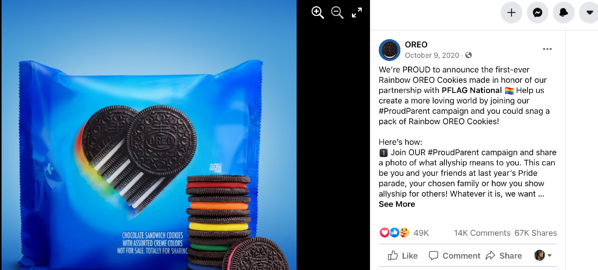 CHOCOLATE SANDWICH COOKIES
WITH ASSORTED CREME COLORS
NOT FOR SALE, TOTALLY FOR SHARING
OREO
October 9, 2020 ·
We're PROUD to announce the first-ever
Rainbow OREO Cookies made in honor of our
partnership with PFLAG National 🏳️‍🌈 Help us
create a more loving world by joining our
#ProudParent campaign and you could snag a
pack of Rainbow OREO Cookies!
Here's how:
Join OUR #ProudParent campaign and share
a photo of what allyship means to you. This can
be you and your friends at last year's Pride
parade, your chosen family or how you show
allyship for others! Whatever it is, we want ...
See More
49K 14K Comments 67K Shares
Like Comment Share